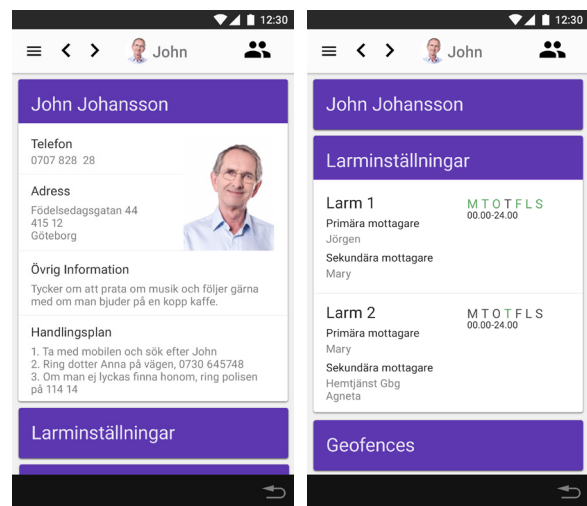 12:30
John
John Johansson
Telefon
0707 828  28
Adress
Födelsedagsgatan 44
415 12
Göteborg
Övrig Information
Tycker om att prata om musik och följer gärna
med om man bjuder på en kopp kaffe.
Handlingsplan
1. Ta med mobilen och sök efter John
2. Ring dotter Anna på vägen, 0730 645748
3. Om man ej lyckas finna honom, ring polisen
på 114 14
Larminställningar
12:30
John
John Johansson
Larminställningar
Larm 1
M T O T F L S
00.00-24.00
Primära mottagare
Jörgen
Sekundära mottagare
Mary
Larm 2
M T O T F L S
00.00-24.00
Primära mottagare
Mary
Sekundära mottagare
Hemtjänst Gbg
Agneta
Geofences